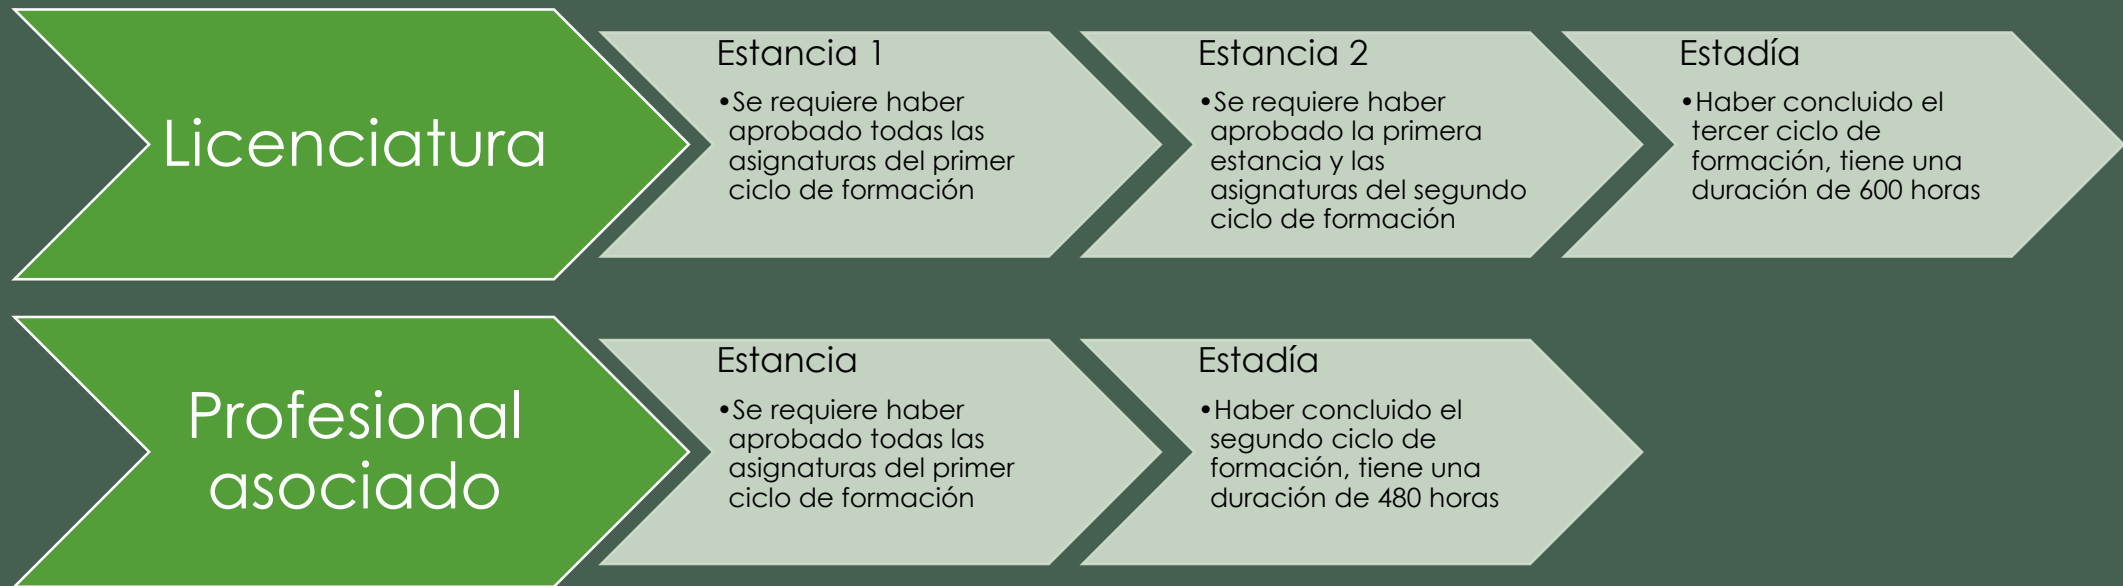 Licenciatura
Estancia 1
•Se requiere haber
aprobado todas las
asignaturas del primer
ciclo de formación
Estancia 2
•Se requiere haber
aprobado la primera
estancia y las
asignaturas del segundo
ciclo de formación
Estadía
•Haber concluido el
tercer ciclo de
formación, tiene una
duración de 600 horas
Profesional
asociado
Estancia
•Se requiere haber
aprobado todas las
asignaturas del primer
ciclo de formación
Estadía
•Haber concluido el
segundo ciclo de
formación, tiene una
duración de 480 horas